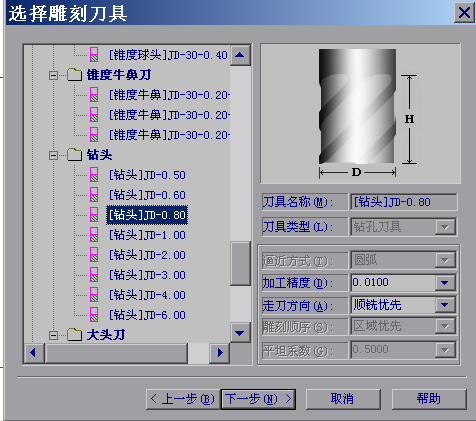 选择雕刻刀具
[锥度球头]JD-30-0.40
锥度牛鼻刀
[锥度牛鼻]JD-30-0.20-
[锥度牛鼻]JD-30-0.20-
[锥度牛鼻]JD-30-0.20-
钻头
[钻头]JD-0.50
[钻头]JD-0.60
[钻头]JD-0.80
[钻头]JD-1.00
[钻头]JD-2.00
[钻头]JD-3.00
[钻头]JD-4.00
[钻头]JD-6.00
大头刀
H
D
刀具名称(M): [钻头]JD-0.80
刀具类型(L): 钻孔刀具
逼近方式(T): 圆弧
加工精度(D): 0.0100
走刀方向(A): 顺铣优先
雕刻顺序(S): 区域优先
平坦系数(G): 0.5000
< 上一步(B) 下一步(N) > 取消 帮助